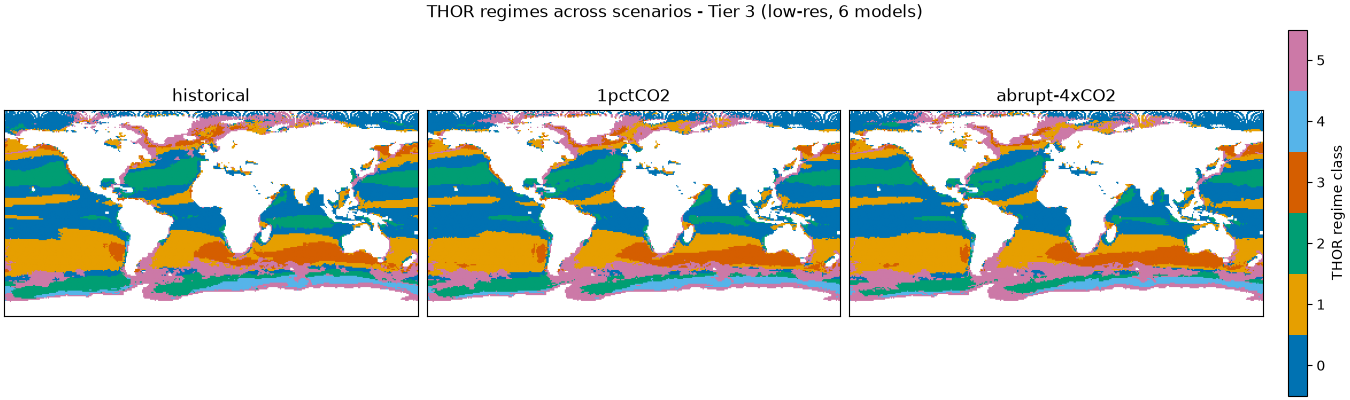 THOR regimes across scenarios - Tier 3 (low-res, 6 models)
historical
1pctCO2
abrupt-4xCO2
5
4
3
2
1
0
THOR regime class